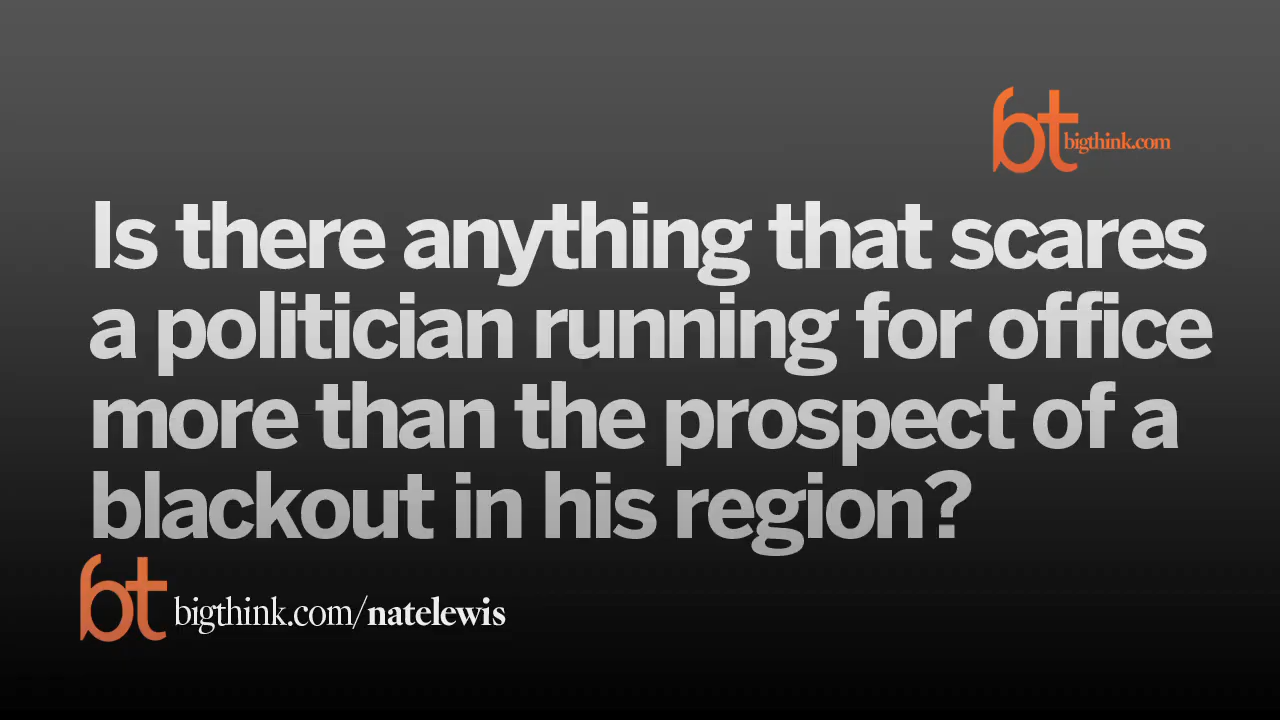 bt bigthink.com
Is there anything that scares
a politician running for office
more than the prospect of a
blackout in his region?
bt bigthink.com/natelewis